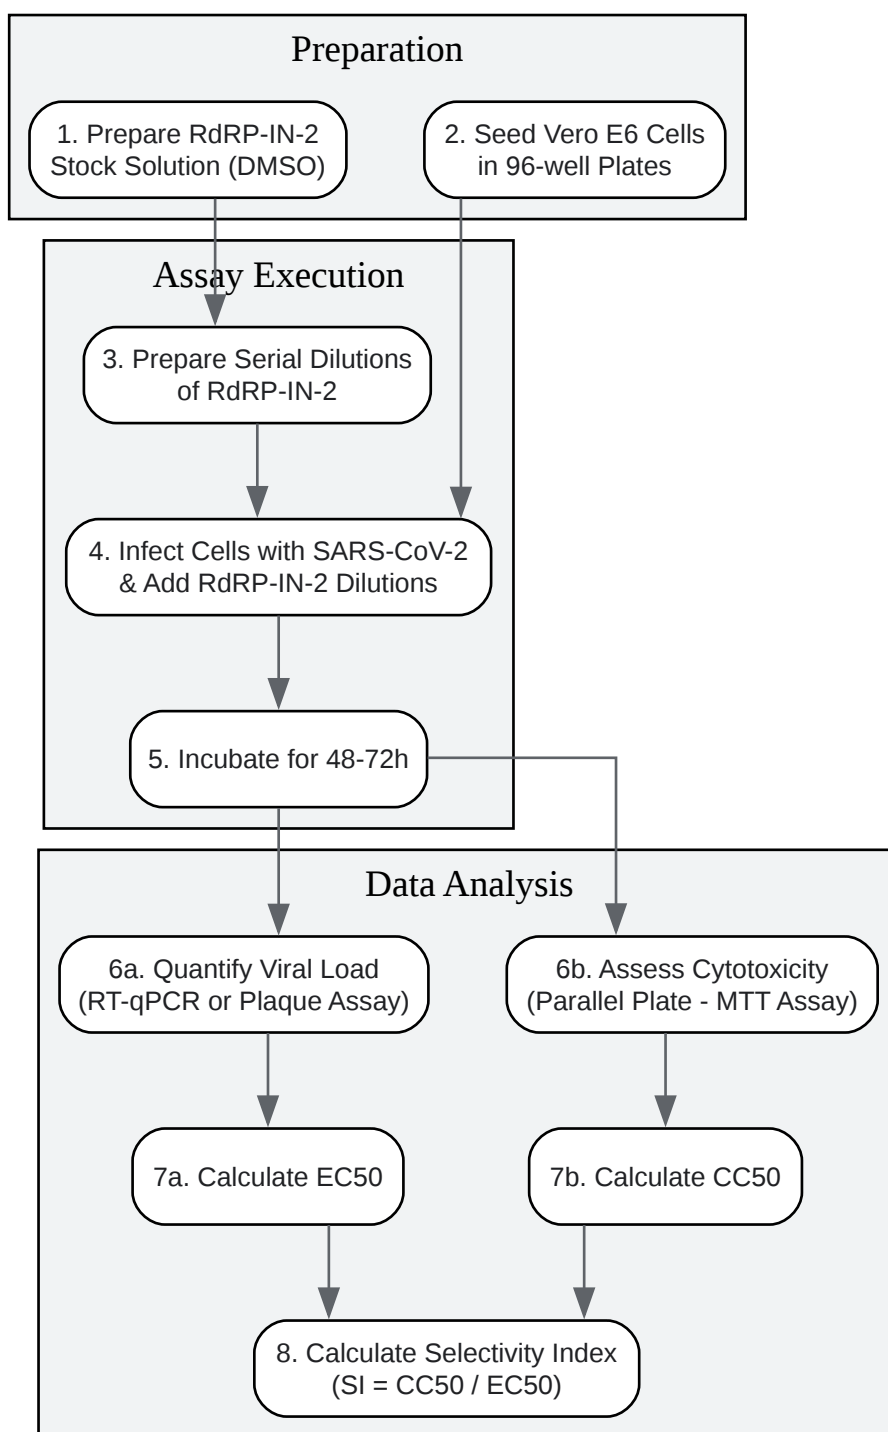 Preparation
1. Prepare RdRP-IN-2
Stock Solution (DMSO)
2. Seed Vero E6 Cells
in 96-well Plates
Assay Execution
3. Prepare Serial Dilutions
of RdRP-IN-2
4. Infect Cells with SARS-CoV-2
& Add RdRP-IN-2 Dilutions
5. Incubate for 48-72h
Data Analysis
6a. Quantify Viral Load
(RT-qPCR or Plaque Assay)
6b. Assess Cytotoxicity
(Parallel Plate - MTT Assay)
7a. Calculate EC50
7b. Calculate CC50
8. Calculate Selectivity Index
(SI = CC50 / EC50)